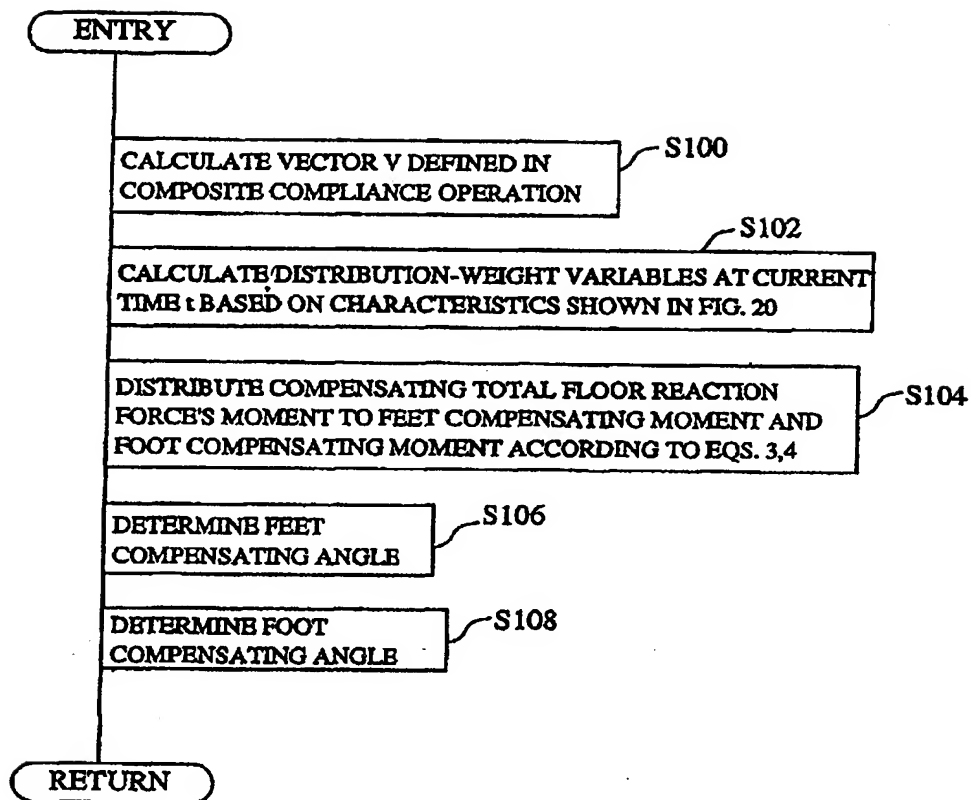 ENTRY
S100
CALCULATE VECTOR V DEFINED IN
COMPOSITE COMPLIANCE OPERATION
S102
CALCULATE DISTRIBUTION-WEIGHT VARIABLES AT CURRENT
TIME t BASED ON CHARACTERISTICS SHOWN IN FIG. 20
S104
DISTRIBUTE COMPENSATING TOTAL FLOOR REACTION
FORCE'S MOMENT TO FEET COMPENSATING MOMENT AND
FOOT COMPENSATING MOMENT ACCORDING TO EQS. 3,4
S106
DETERMINE FEET
COMPENSATING ANGLE
S108
DETERMINE FOOT
COMPENSATING ANGLE
RETURN